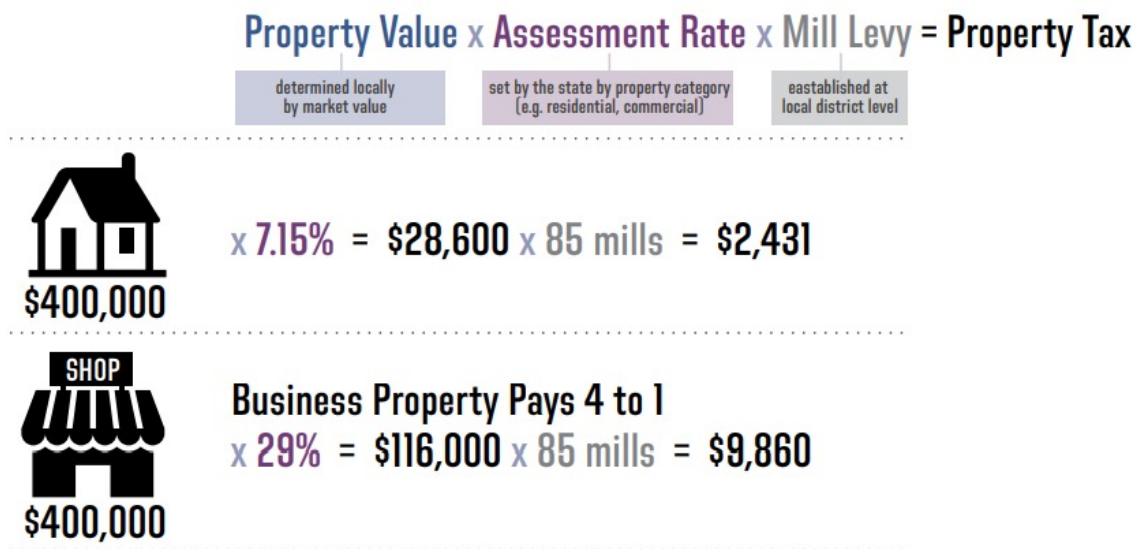 Property Value x Assessment Rate x Mill Levy = Property Tax
determined locally
by market value
set by the state by property category
(e.g. residential, commercial)
eastablished at
local district level
x 7.15% = $28,600 x 85 mills = $2,431
$400,000
SHOP
Business Property Pays 4 to 1
x 29% = $116,000 x 85 mills = $9,860
$400,000